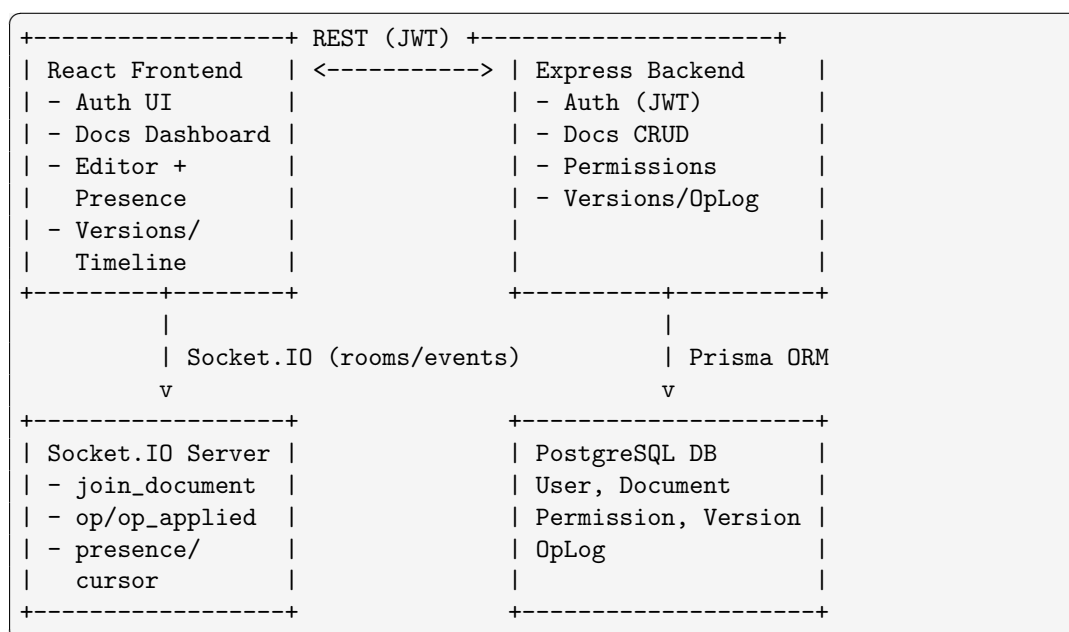 +------------------+ REST (JWT) +---------------------+
| React Frontend   | <-----------> | Express Backend     |
| - Auth UI        |               | - Auth (JWT)        |
| - Docs Dashboard |               | - Docs CRUD         |
| - Editor +       |               | - Permissions       |
|   Presence       |               | - Versions/OpLog    |
| - Versions/      |               |                     |
|   Timeline       |               |                     |
+---------+--------+               +----------+----------+
          |                                   |
          | Socket.IO (rooms/events)          | Prisma ORM
          v                                   v
+------------------+               +---------------------+
| Socket.IO Server |               | PostgreSQL DB       |
| - join_document  |               | User, Document      |
| - op/op_applied  |               | Permission, Version |
| - presence/      |               | OpLog               |
|   cursor         |               |                     |
+------------------+               +---------------------+